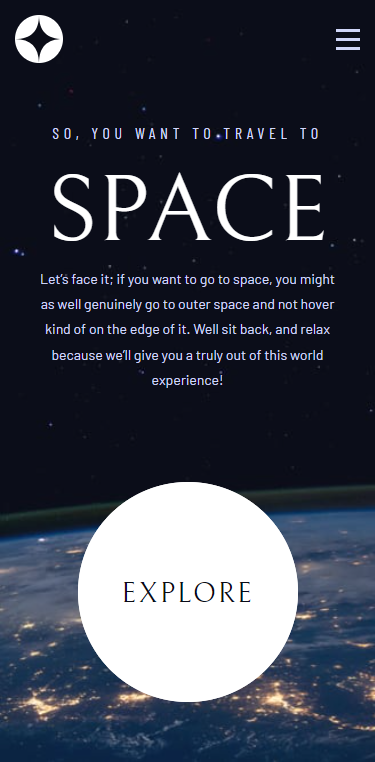 SO, YOU WANT TO TRAVEL TO
SPACE
Let’s face it; if you want to go to space, you might
as well genuinely go to outer space and not hover
kind of on the edge of it. Well sit back, and relax
because we’ll give you a truly out of this world
experience!
EXPLORE